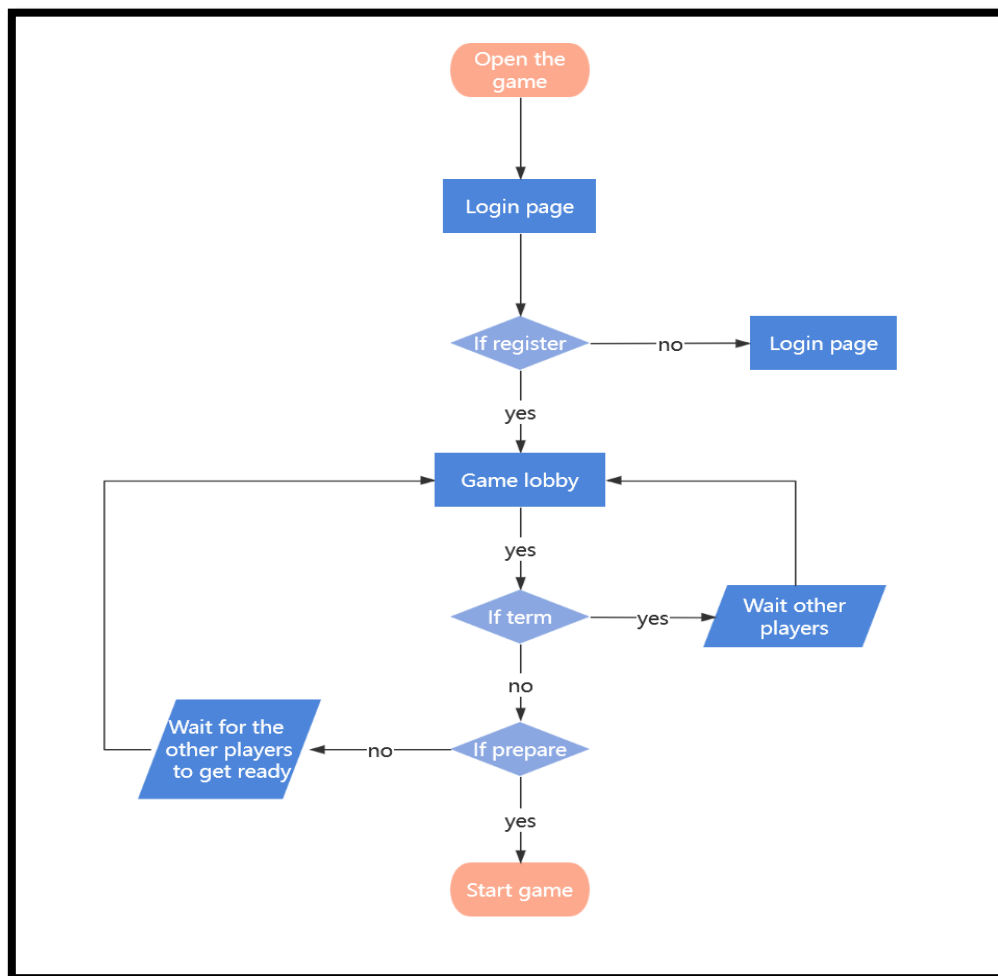 Open the
game
Login page
If register
no
Login page
yes
Game lobby
yes
If term
yes
Wait other
players
no
Wait for the
other players
to get ready
no
If prepare
yes
Start game